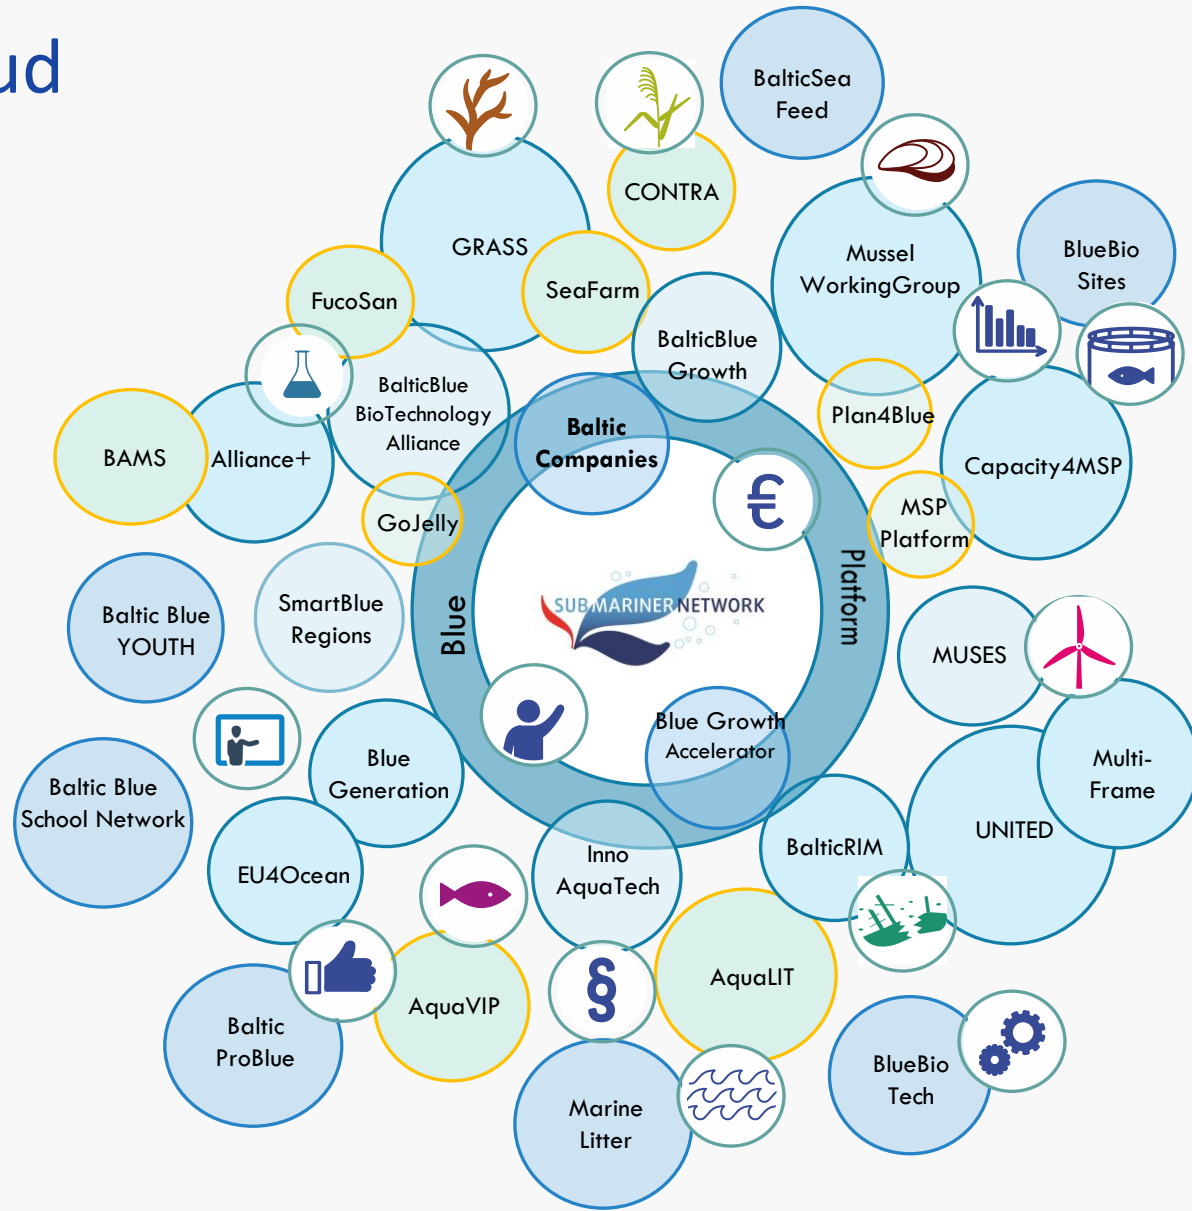 ud
BalticSea
Feed
CONTRA
GRASS
Mussel
WorkingGroup
BlueBio
Sites
FucoSan
SeaFarm
BalticBlue
Growth
BalticBlue
BioTechnology
Alliance
Plan4Blue
Baltic
Companies
BAMS
Alliance+
Capacity4MSP
€
GoJelly
MSP
Platform
Blue
Platform
SUBMARINER NETWORK
Baltic Blue
YOUTH
SmartBlue
Regions
MUSES
Blue Growth
Accelerator
Blue
Generation
Multi-
Frame
Baltic Blue
School Network
UNITED
BalticRIM
Inno
AquaTech
EU4Ocean
AquaLIT
§
AquaVIP
Baltic
ProBlue
BlueBio
Tech
Marine
Litter